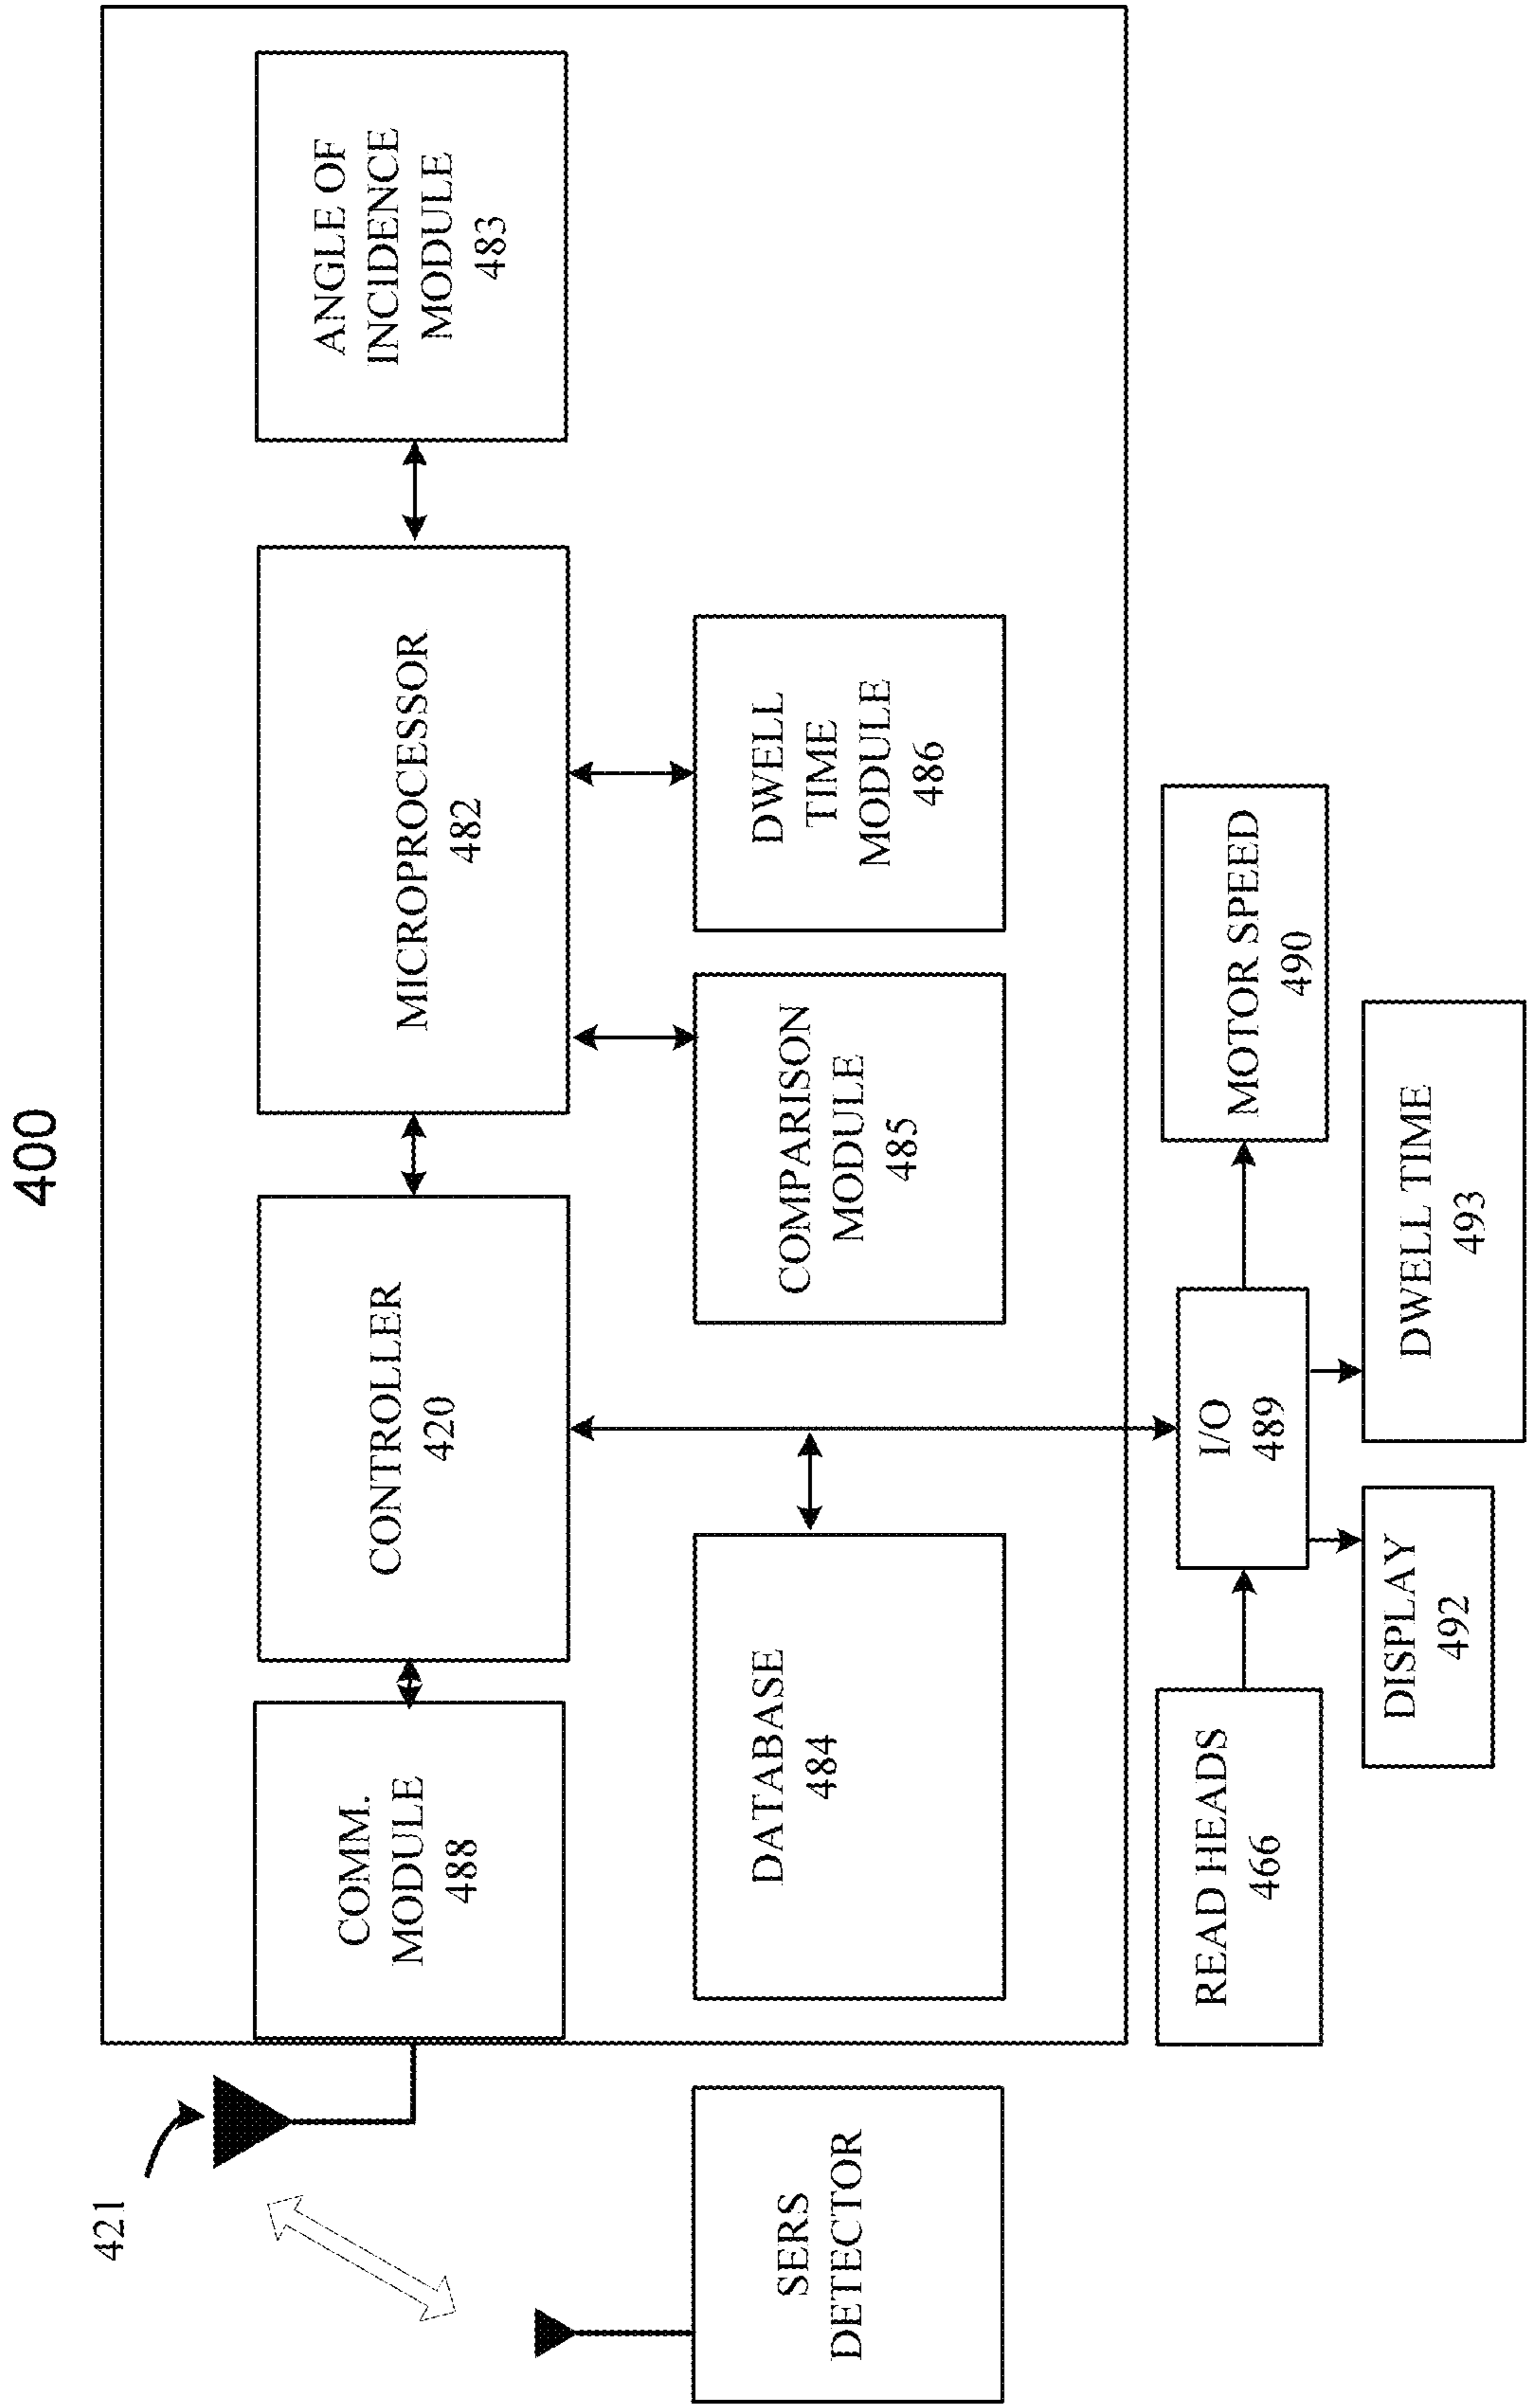 400
421
COMM.
MODULE
488
CONTROLLER
420
MICROPROCESSOR
482
ANGLE OF
INCIDENCE
MODULE
483
SERS
DETECTOR
DATABASE
484
COMPARISON
MODULE
485
DWELL
TIME
MODULE
486
READ HEADS
466
I/O
489
MOTOR SPEED
490
DISPLAY
492
DWELL TIME
493